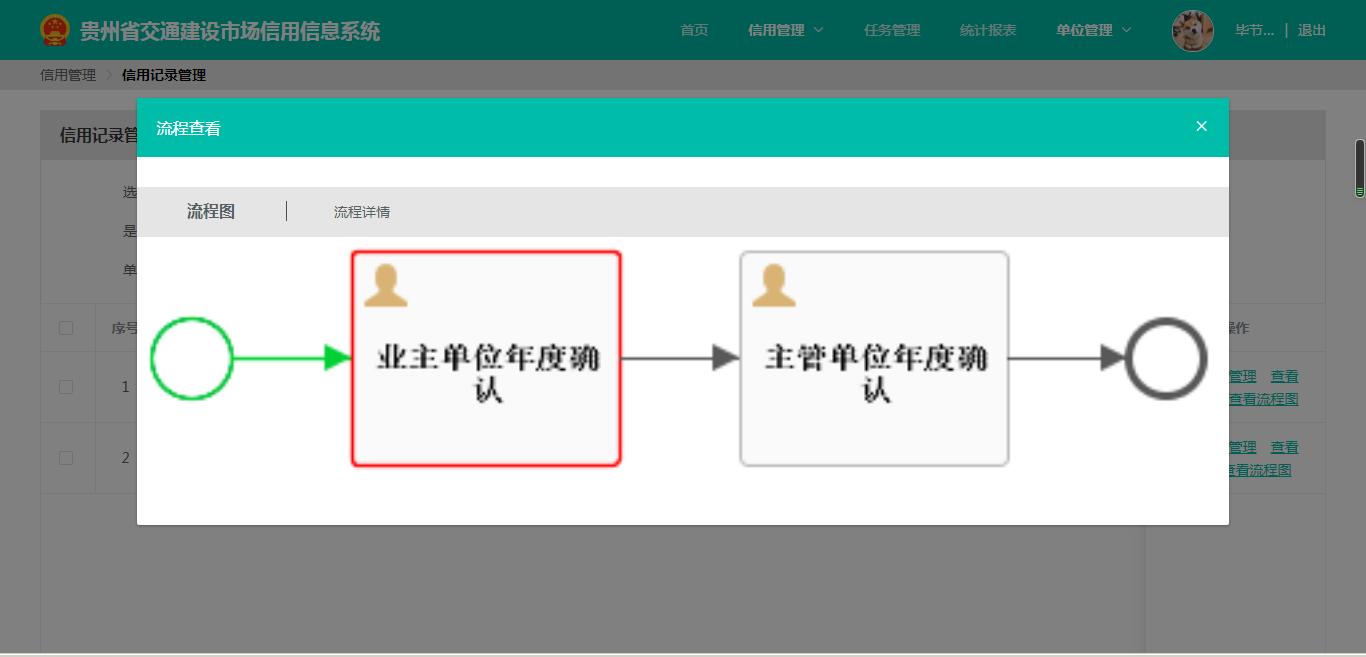 贵州省交通建设市场信用信息系统
首页 信用管理 任务管理 统计报表 单位管理 毕节... | 退出
信用管理 > 信用记录管理
信用记录管
流程查看 ×
选
是
单
流程图 | 流程详情
业主单位年度确
认
主管单位年度确
认
序号 操作
1 管理 查看
查看流程图
2 管理 查看
查看流程图